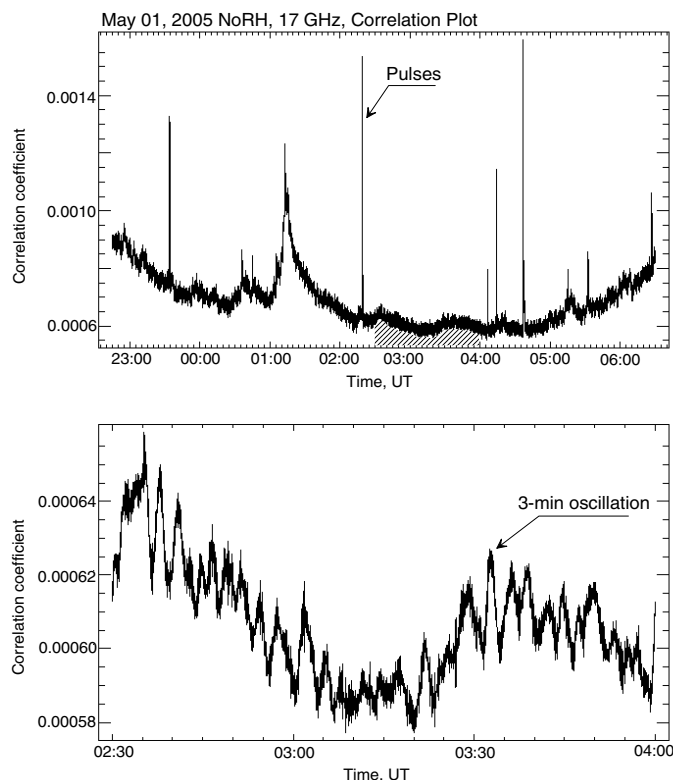 May 01, 2005 NoRH, 17 GHz, Correlation Plot
Pulses
0.0014
0.0010
0.0006
Correlation coefficient
23:00 00:00 01:00 02:00 03:00 04:00 05:00 06:00
Time, UT
3-min oscillation
0.00064
0.00062
0.00060
0.00058
Correlation coefficient
02:30 03:00 03:30 04:00
Time, UT